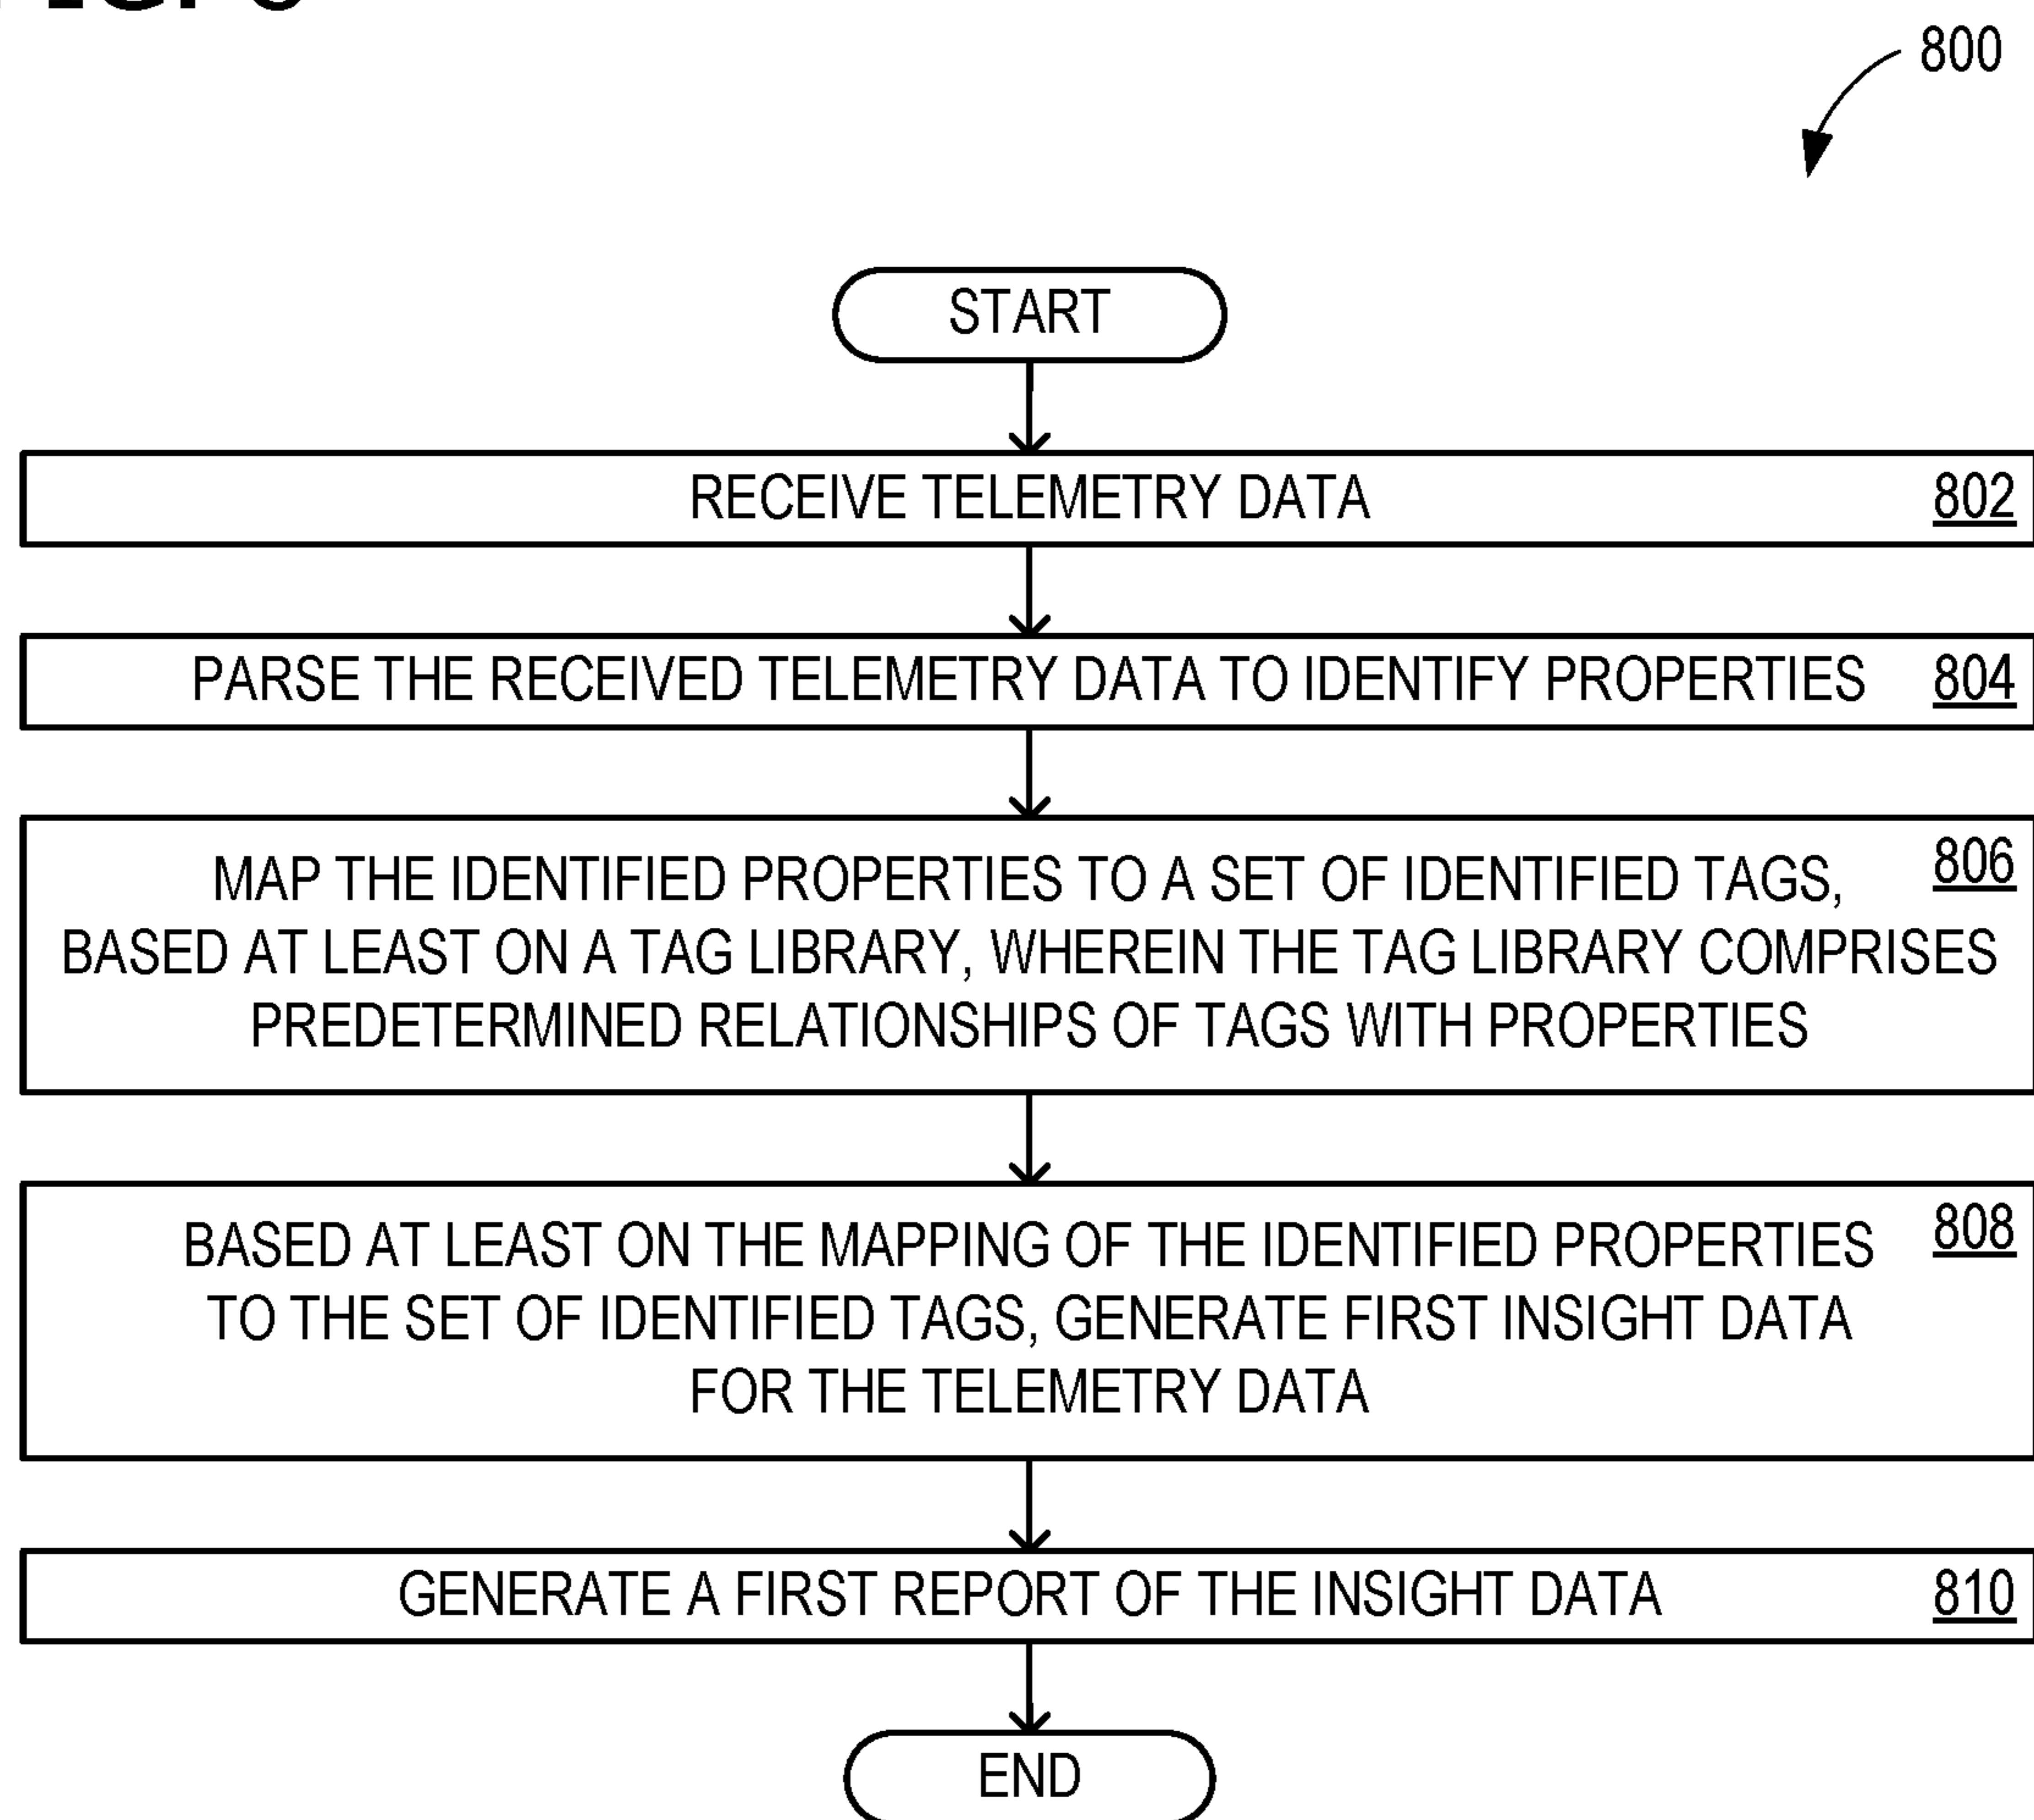 800
START
RECEIVE TELEMETRY DATA 802
PARSE THE RECEIVED TELEMETRY DATA TO IDENTIFY PROPERTIES 804
MAP THE IDENTIFIED PROPERTIES TO A SET OF IDENTIFIED TAGS, 806
BASED AT LEAST ON A TAG LIBRARY, WHEREIN THE TAG LIBRARY COMPRISES
PREDETERMINED RELATIONSHIPS OF TAGS WITH PROPERTIES
BASED AT LEAST ON THE MAPPING OF THE IDENTIFIED PROPERTIES 808
TO THE SET OF IDENTIFIED TAGS, GENERATE FIRST INSIGHT DATA
FOR THE TELEMETRY DATA
GENERATE A FIRST REPORT OF THE INSIGHT DATA 810
END